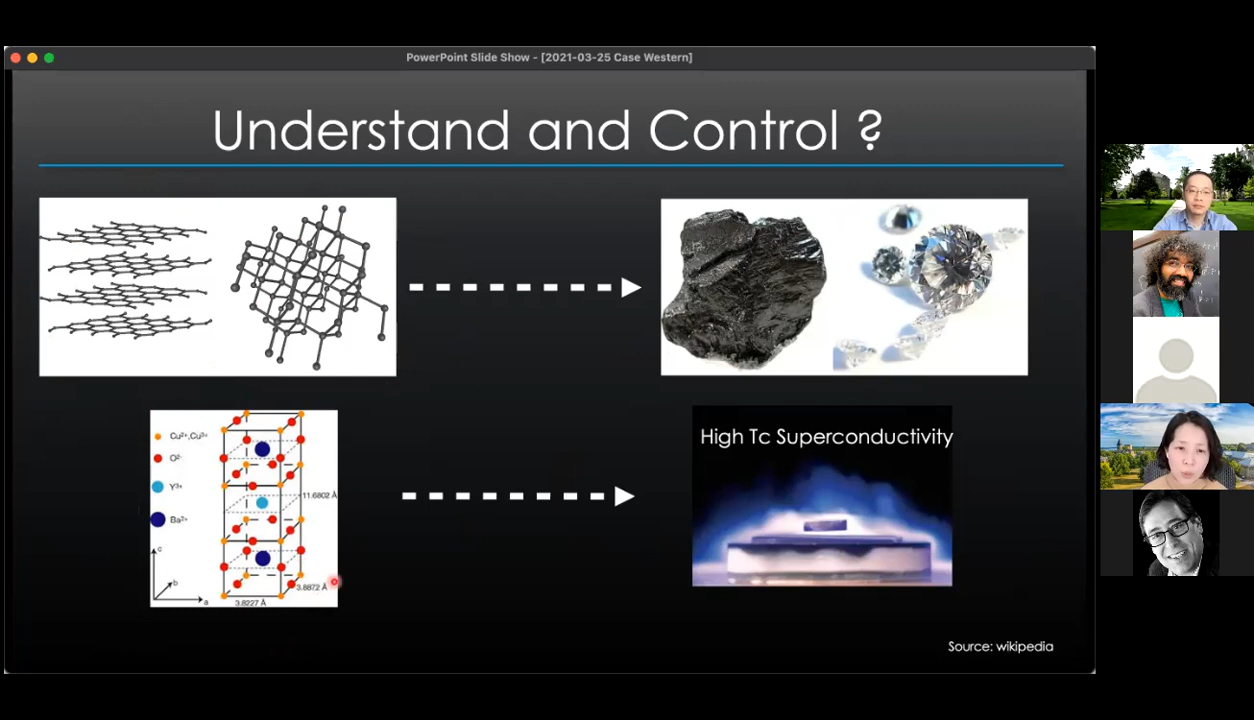 PowerPoint Slide Show - [2021-03-25 Case Western]
Understand and Control ?
Cu²⁺,Cu³⁺
O²⁻
Y³⁺
Ba²⁺
11.6802 Å
c
b
a
3.8872 Å
3.8227 Å
High Tc Superconductivity
Source: wikipedia